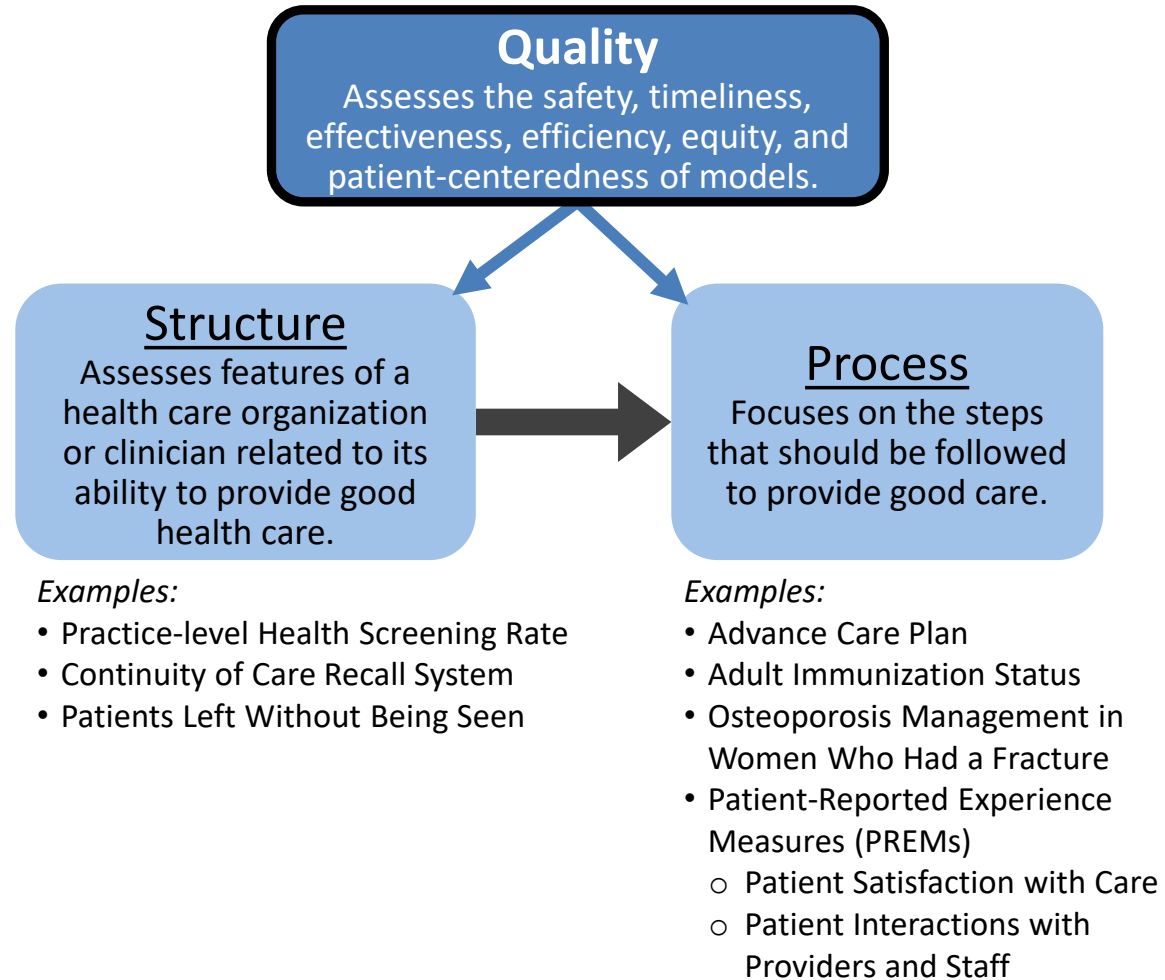 Quality
Assesses the safety, timeliness,
effectiveness, efficiency, equity, and
patient-centeredness of models.
Structure
Assesses features of a
health care organization
or clinician related to its
ability to provide good
health care.
Examples:
• Practice-level Health Screening Rate
• Continuity of Care Recall System
• Patients Left Without Being Seen
Process
Focuses on the steps
that should be followed
to provide good care.
Examples:
• Advance Care Plan
• Adult Immunization Status
• Osteoporosis Management in
Women Who Had a Fracture
• Patient-Reported Experience
Measures (PREMs)
o Patient Satisfaction with Care
o Patient Interactions with
Providers and Staff